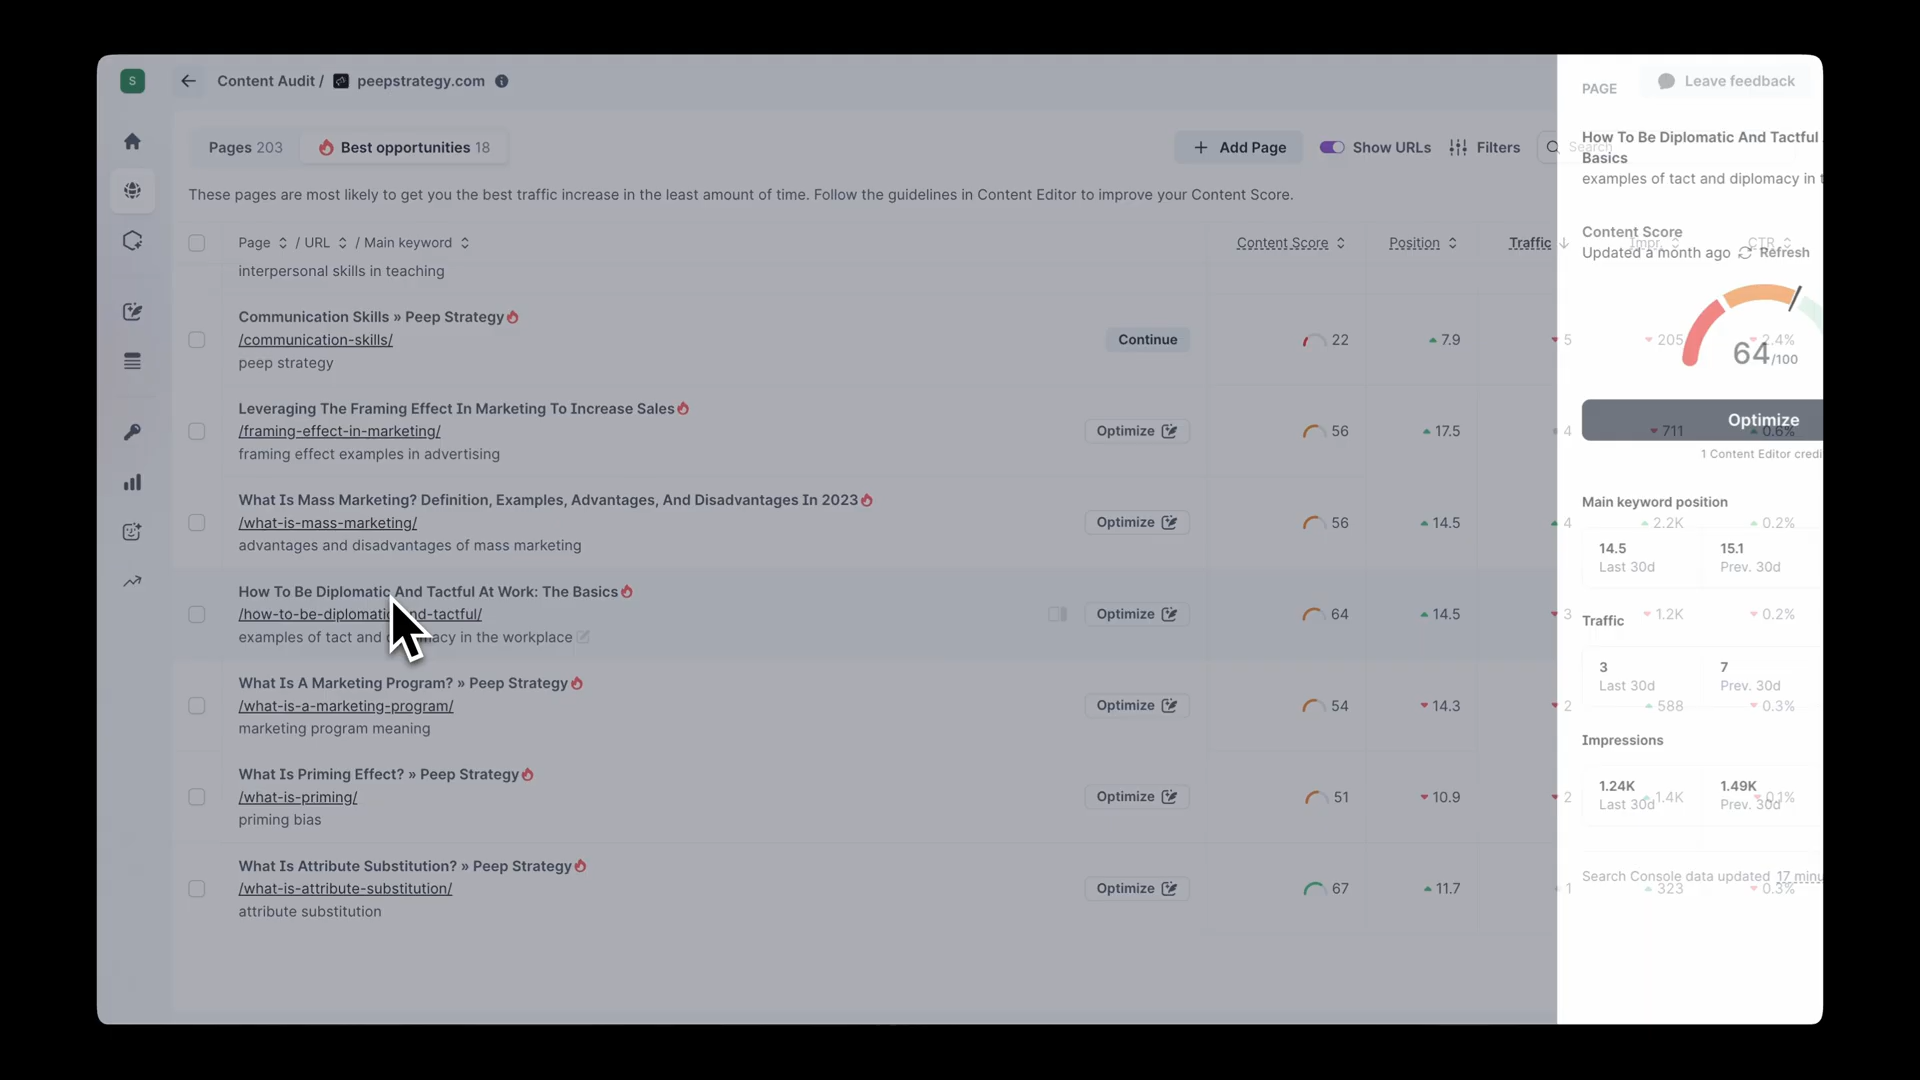 S
Content Audit / peepstrategy.com
Pages 203
Best opportunities 18
Add Page
Show URLs
Filters
Search
These pages are most likely to get you the best traffic increase in the least amount of time. Follow the guidelines in Content Editor to improve your Content Score.
Page / URL / Main keyword
Content Score
Position
Traffic
Impr.
CTR
interpersonal skills in teaching
Communication Skills » Peep Strategy
/communication-skills/
peep strategy
Continue
22
7.9
5
205
2.4%
Leveraging The Framing Effect In Marketing To Increase Sales
/framing-effect-in-marketing/
framing effect examples in advertising
Optimize
56
17.5
4
711
0.6%
What Is Mass Marketing? Definition, Examples, Advantages, And Disadvantages In 2023
/what-is-mass-marketing/
advantages and disadvantages of mass marketing
Optimize
56
14.5
4
2.2K
0.2%
How To Be Diplomatic And Tactful At Work: The Basics
/how-to-be-diplomatic-and-tactful/
examples of tact and diplomacy in the workplace
Optimize
64
14.5
3
1.2K
0.2%
What Is A Marketing Program? » Peep Strategy
/what-is-a-marketing-program/
marketing program meaning
Optimize
54
14.3
2
588
0.3%
What Is Priming Effect? » Peep Strategy
/what-is-priming/
priming bias
Optimize
51
10.9
2
1.4K
0.1%
What Is Attribute Substitution? » Peep Strategy
/what-is-attribute-substitution/
attribute substitution
Optimize
67
11.7
1
323
0.3%
PAGE
Leave feedback
How To Be Diplomatic And Tactful
Basics
examples of tact and diplomacy in t
Content Score
Updated a month ago Refresh
64/100
Optimize
1 Content Editor credi
Main keyword position
14.5
Last 30d
15.1
Prev. 30d
Traffic
3
Last 30d
7
Prev. 30d
Impressions
1.24K
Last 30d
1.49K
Prev. 30d
Search Console data updated 17 minu